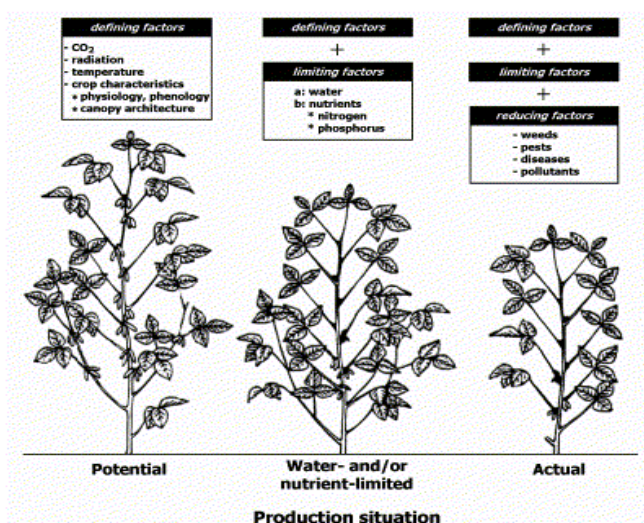 defining factors
- CO2
- radiation
- temperature
- crop characteristics
* physiology, phenology
* canopy architecture
defining factors
+
limiting factors
a: water
b: nutrients
* nitrogen
* phosphorus
defining factors
+
limiting factors
+
reducing factors
- weeds
- pests
- diseases
- pollutants
Potential
Water- and/or
nutrient-limited
Actual
Production situation